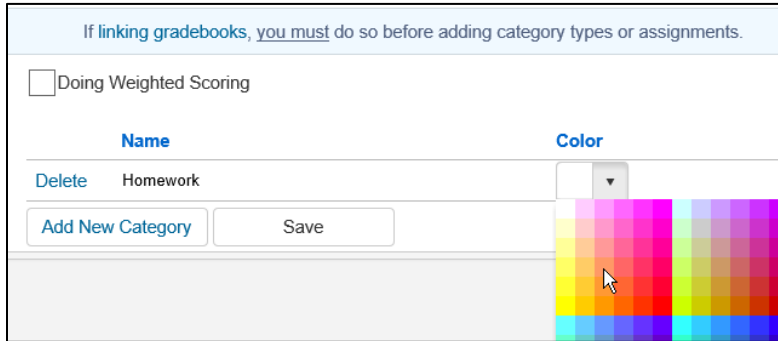 If linking gradebooks, you must do so before adding category types or assignments.
Doing Weighted Scoring
Name Color
Delete Homework
Add New Category Save